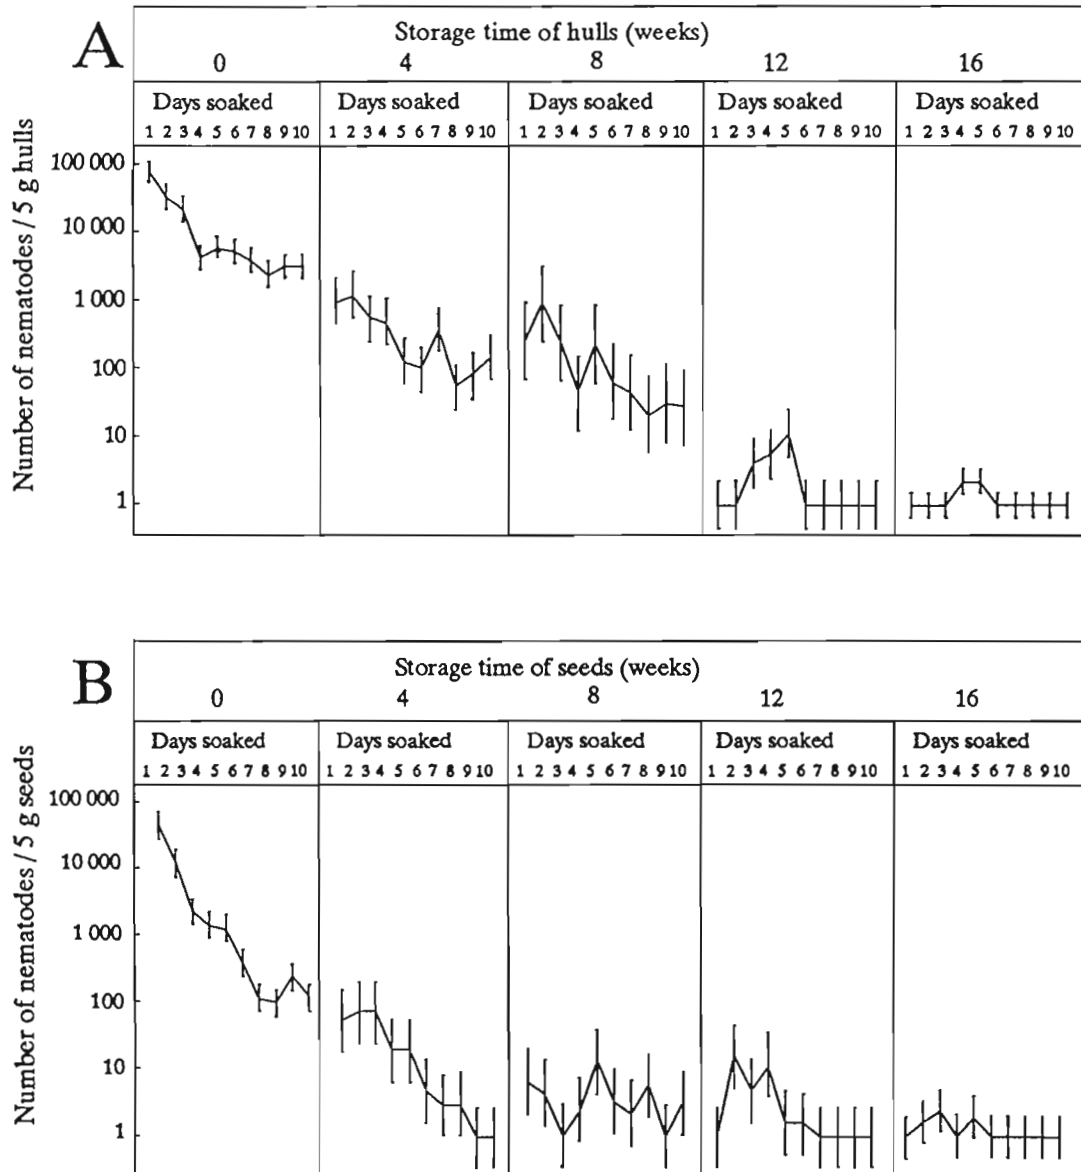 A
Storage time of hulls (weeks)
0 4 8 12 16
Days soaked Days soaked Days soaked Days soaked Days soaked
1 2 3 4 5 6 7 8 9 10 1 2 3 4 5 6 7 8 9 10 1 2 3 4 5 6 7 8 9 10 1 2 3 4 5 6 7 8 9 10 1 2 3 4 5 6 7 8 9 10
Number of nematodes / 5 g hulls
100 000
10 000
1 000
100
10
1
B
Storage time of seeds (weeks)
0 4 8 12 16
Days soaked Days soaked Days soaked Days soaked Days soaked
1 2 3 4 5 6 7 8 9 10 1 2 3 4 5 6 7 8 9 10 1 2 3 4 5 6 7 8 9 10 1 2 3 4 5 6 7 8 9 10 1 2 3 4 5 6 7 8 9 10
Number of nematodes / 5 g seeds
100 000
10 000
1 000
100
10
1